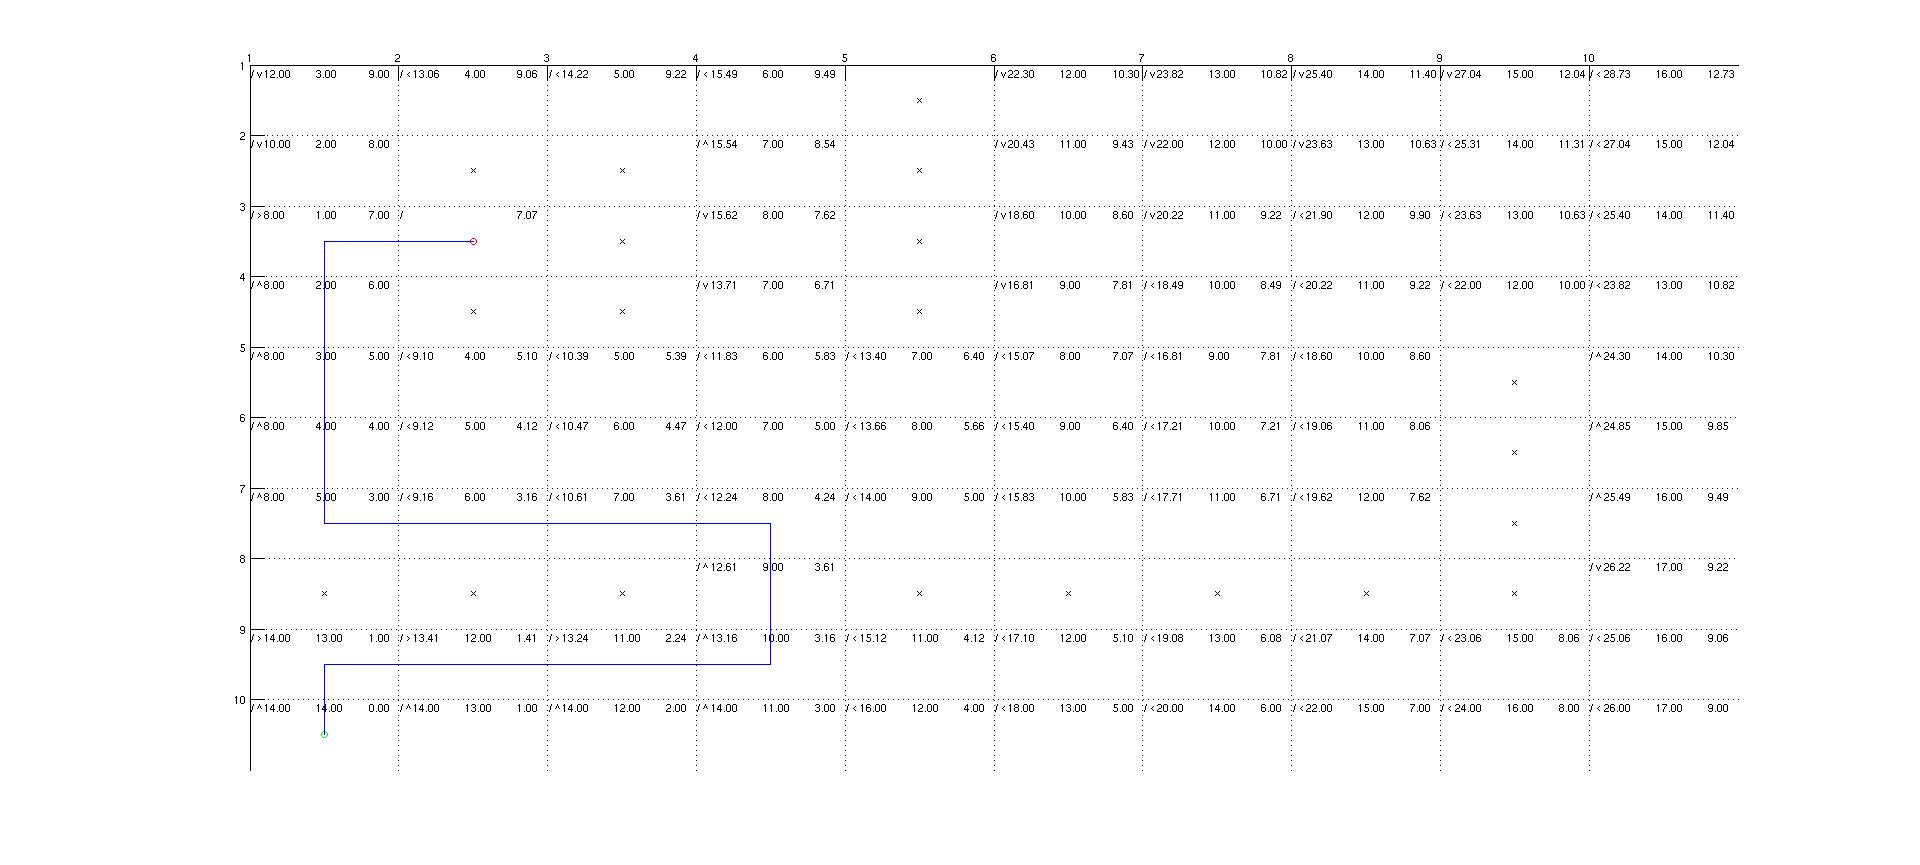 1 2 3 4 5 6 7 8 9 10
1
/ v 12.00 3.00 9.00 / < 13.06 4.00 9.06 / < 14.22 5.00 9.22 / < 15.49 6.00 9.49 / v 22.30 12.00 10.30 / v 23.82 13.00 10.82 / v 25.40 14.00 11.40 / v 27.04 15.00 12.04 / < 28.73 16.00 12.73
2
/ v 10.00 2.00 8.00 / ^ 15.54 7.00 8.54 / v 20.43 11.00 9.43 / v 22.00 12.00 10.00 / v 23.63 13.00 10.63 / < 25.31 14.00 11.31 / < 27.04 15.00 12.04
3
/ > 8.00 1.00 7.00 / 7.07 / v 15.62 8.00 7.62 / v 18.60 10.00 8.60 / v 20.22 11.00 9.22 / < 21.90 12.00 9.90 / < 23.63 13.00 10.63 / < 25.40 14.00 11.40
4
/ ^ 8.00 2.00 6.00 / v 13.71 7.00 6.71 / v 16.81 9.00 7.81 / < 18.49 10.00 8.49 / < 20.22 11.00 9.22 / < 22.00 12.00 10.00 / < 23.82 13.00 10.82
5
/ ^ 8.00 3.00 5.00 / < 9.10 4.00 5.10 / < 10.39 5.00 5.39 / < 11.83 6.00 5.83 / < 13.40 7.00 6.40 / < 15.07 8.00 7.07 / < 16.81 9.00 7.81 / < 18.60 10.00 8.60 / ^ 24.30 14.00 10.30
6
/ ^ 8.00 4.00 4.00 / < 9.12 5.00 4.12 / < 10.47 6.00 4.47 / < 12.00 7.00 5.00 / < 13.66 8.00 5.66 / < 15.40 9.00 6.40 / < 17.21 10.00 7.21 / < 19.06 11.00 8.06 / ^ 24.85 15.00 9.85
7
/ ^ 8.00 5.00 3.00 / < 9.16 6.00 3.16 / < 10.61 7.00 3.61 / < 12.24 8.00 4.24 / < 14.00 9.00 5.00 / < 15.83 10.00 5.83 / < 17.71 11.00 6.71 / < 19.62 12.00 7.62 / ^ 25.49 16.00 9.49
8
/ ^ 12.61 9.00 3.61 / v 26.22 17.00 9.22
9
/ > 14.00 13.00 1.00 / > 13.41 12.00 1.41 / > 13.24 11.00 2.24 / ^ 13.16 10.00 3.16 / < 15.12 11.00 4.12 / < 17.10 12.00 5.10 / < 19.08 13.00 6.08 / < 21.07 14.00 7.07 / < 23.06 15.00 8.06 / < 25.06 16.00 9.06
10
/ ^ 14.00 14.00 0.00 / ^ 14.00 13.00 1.00 / ^ 14.00 12.00 2.00 / ^ 14.00 11.00 3.00 / < 16.00 12.00 4.00 / < 18.00 13.00 5.00 / < 20.00 14.00 6.00 / < 22.00 15.00 7.00 / < 24.00 16.00 8.00 / < 26.00 17.00 9.00